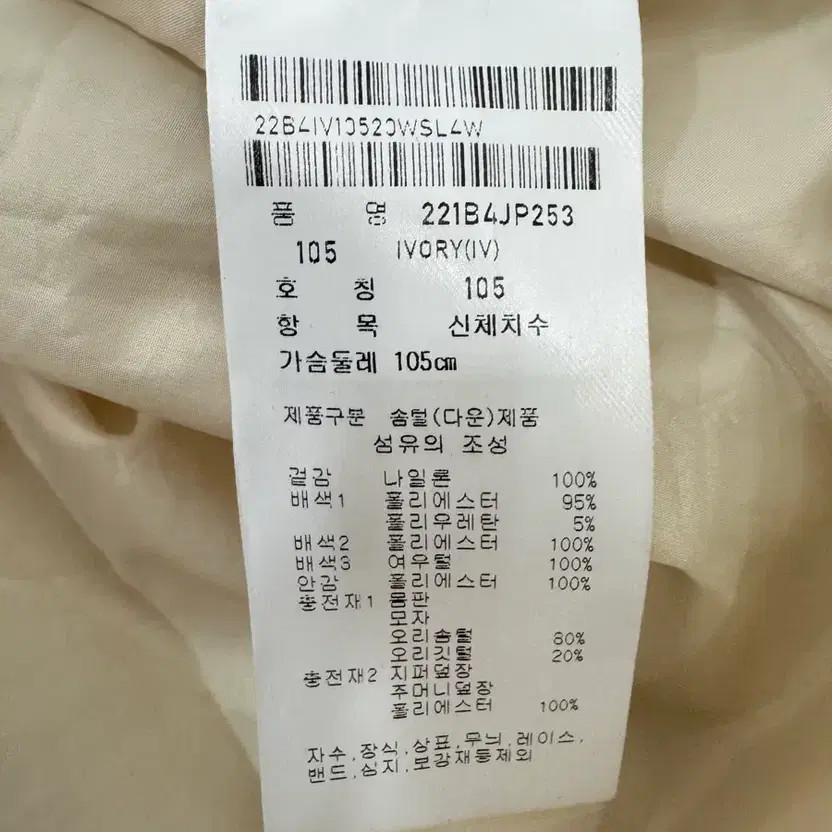 22B4IV10520WSL4W
품 명 221B4JP253
105 IVORY(IV)
호 칭 105
항 목 신체치수
가슴둘레 105cm
제품구분 솜털(다운)제품
섬유의 조성
겉감 나일론 100%
배색1 폴리에스터 95%
폴리우레탄 5%
배색2 폴리에스터 100%
배색3 여우털 100%
안감 폴리에스터 100%
충전재1 몸판
모자
오리솜털 80%
오리깃털 20%
충전재2 지퍼덮장
주머니덮장
폴리에스터 100%
자수,장식,상표,무늬,레이스,
밴드,심지,보강재등제외